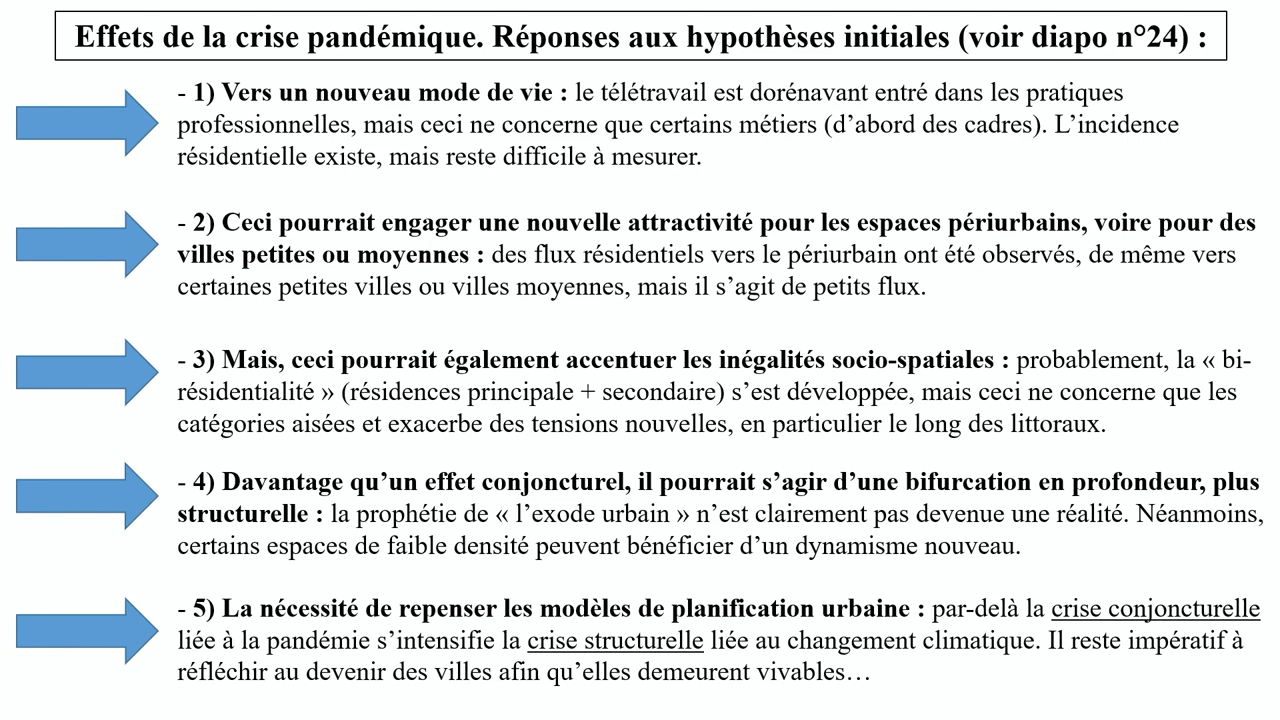 Effets de la crise pandémique. Réponses aux hypothèses initiales (voir diapo n°24) :
- 1) Vers un nouveau mode de vie : le télétravail est dorénavant entré dans les pratiques
professionnelles, mais ceci ne concerne que certains métiers (d’abord des cadres). L’incidence
résidentielle existe, mais reste difficile à mesurer.
- 2) Ceci pourrait engager une nouvelle attractivité pour les espaces périurbains, voire pour des
villes petites ou moyennes : des flux résidentiels vers le périurbain ont été observés, de même vers
certaines petites villes ou villes moyennes, mais il s’agit de petits flux.
- 3) Mais, ceci pourrait également accentuer les inégalités socio-spatiales : probablement, la « bi-
résidentialité » (résidences principale + secondaire) s’est développée, mais ceci ne concerne que les
catégories aisées et exacerbe des tensions nouvelles, en particulier le long des littoraux.
- 4) Davantage qu’un effet conjoncturel, il pourrait s’agir d’une bifurcation en profondeur, plus
structurelle : la prophétie de « l’exode urbain » n’est clairement pas devenue une réalité. Néanmoins,
certains espaces de faible densité peuvent bénéficier d’un dynamisme nouveau.
- 5) La nécessité de repenser les modèles de planification urbaine : par-delà la crise conjoncturelle
liée à la pandémie s’intensifie la crise structurelle liée au changement climatique. Il reste impératif à
réfléchir au devenir des villes afin qu’elles demeurent vivables…